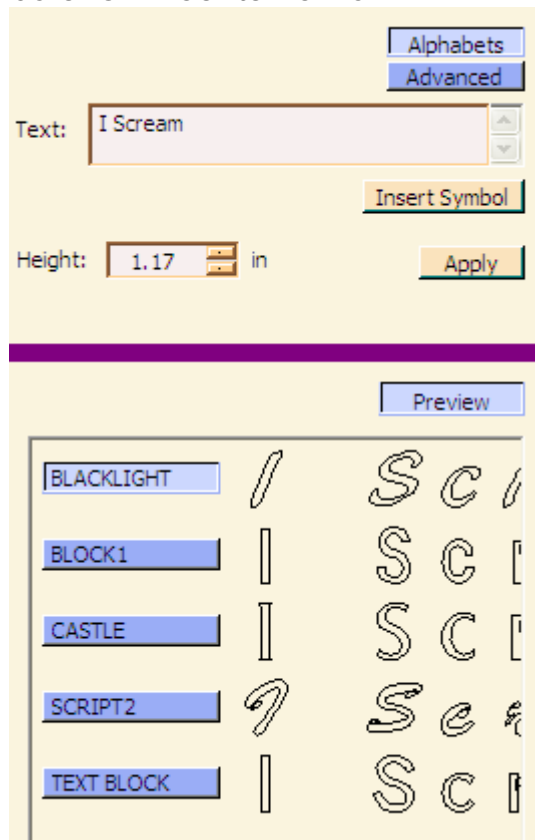 Alphabets
Advanced
Text: I Scream
Insert Symbol
Height: 1.17 in
Apply
Preview
BLACKLIGHT I S c
BLOCK1 I S c
CASTLE I S c
SCRIPT2 I S c
TEXT BLOCK I S c